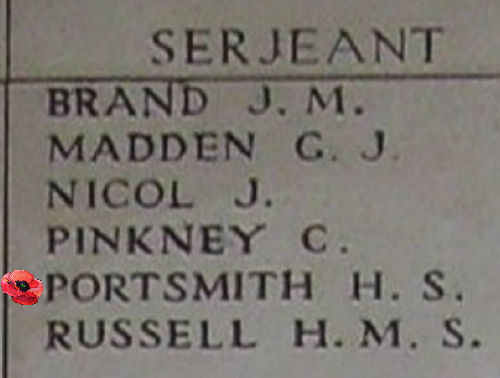 SERJEANT
BRAND J. M.
MADDEN G. J.
NICOL J.
PINKNEY C.
PORTSMITH H. S.
RUSSELL H. M. S.